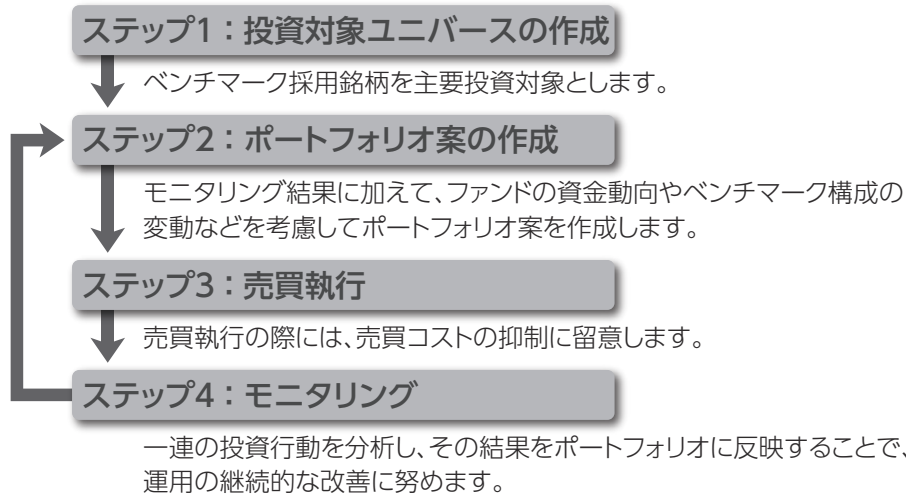 ステップ1：投資対象ユニバースの作成
ベンチマーク採用銘柄を主要投資対象とします。
ステップ2：ポートフォリオ案の作成
モニタリング結果に加えて、ファンドの資金動向やベンチマーク構成の
変動などを考慮してポートフォリオ案を作成します。
ステップ3：売買執行
売買執行の際には、売買コストの抑制に留意します。
ステップ4：モニタリング
一連の投資行動を分析し、その結果をポートフォリオに反映することで、
運用の継続的な改善に努めます。